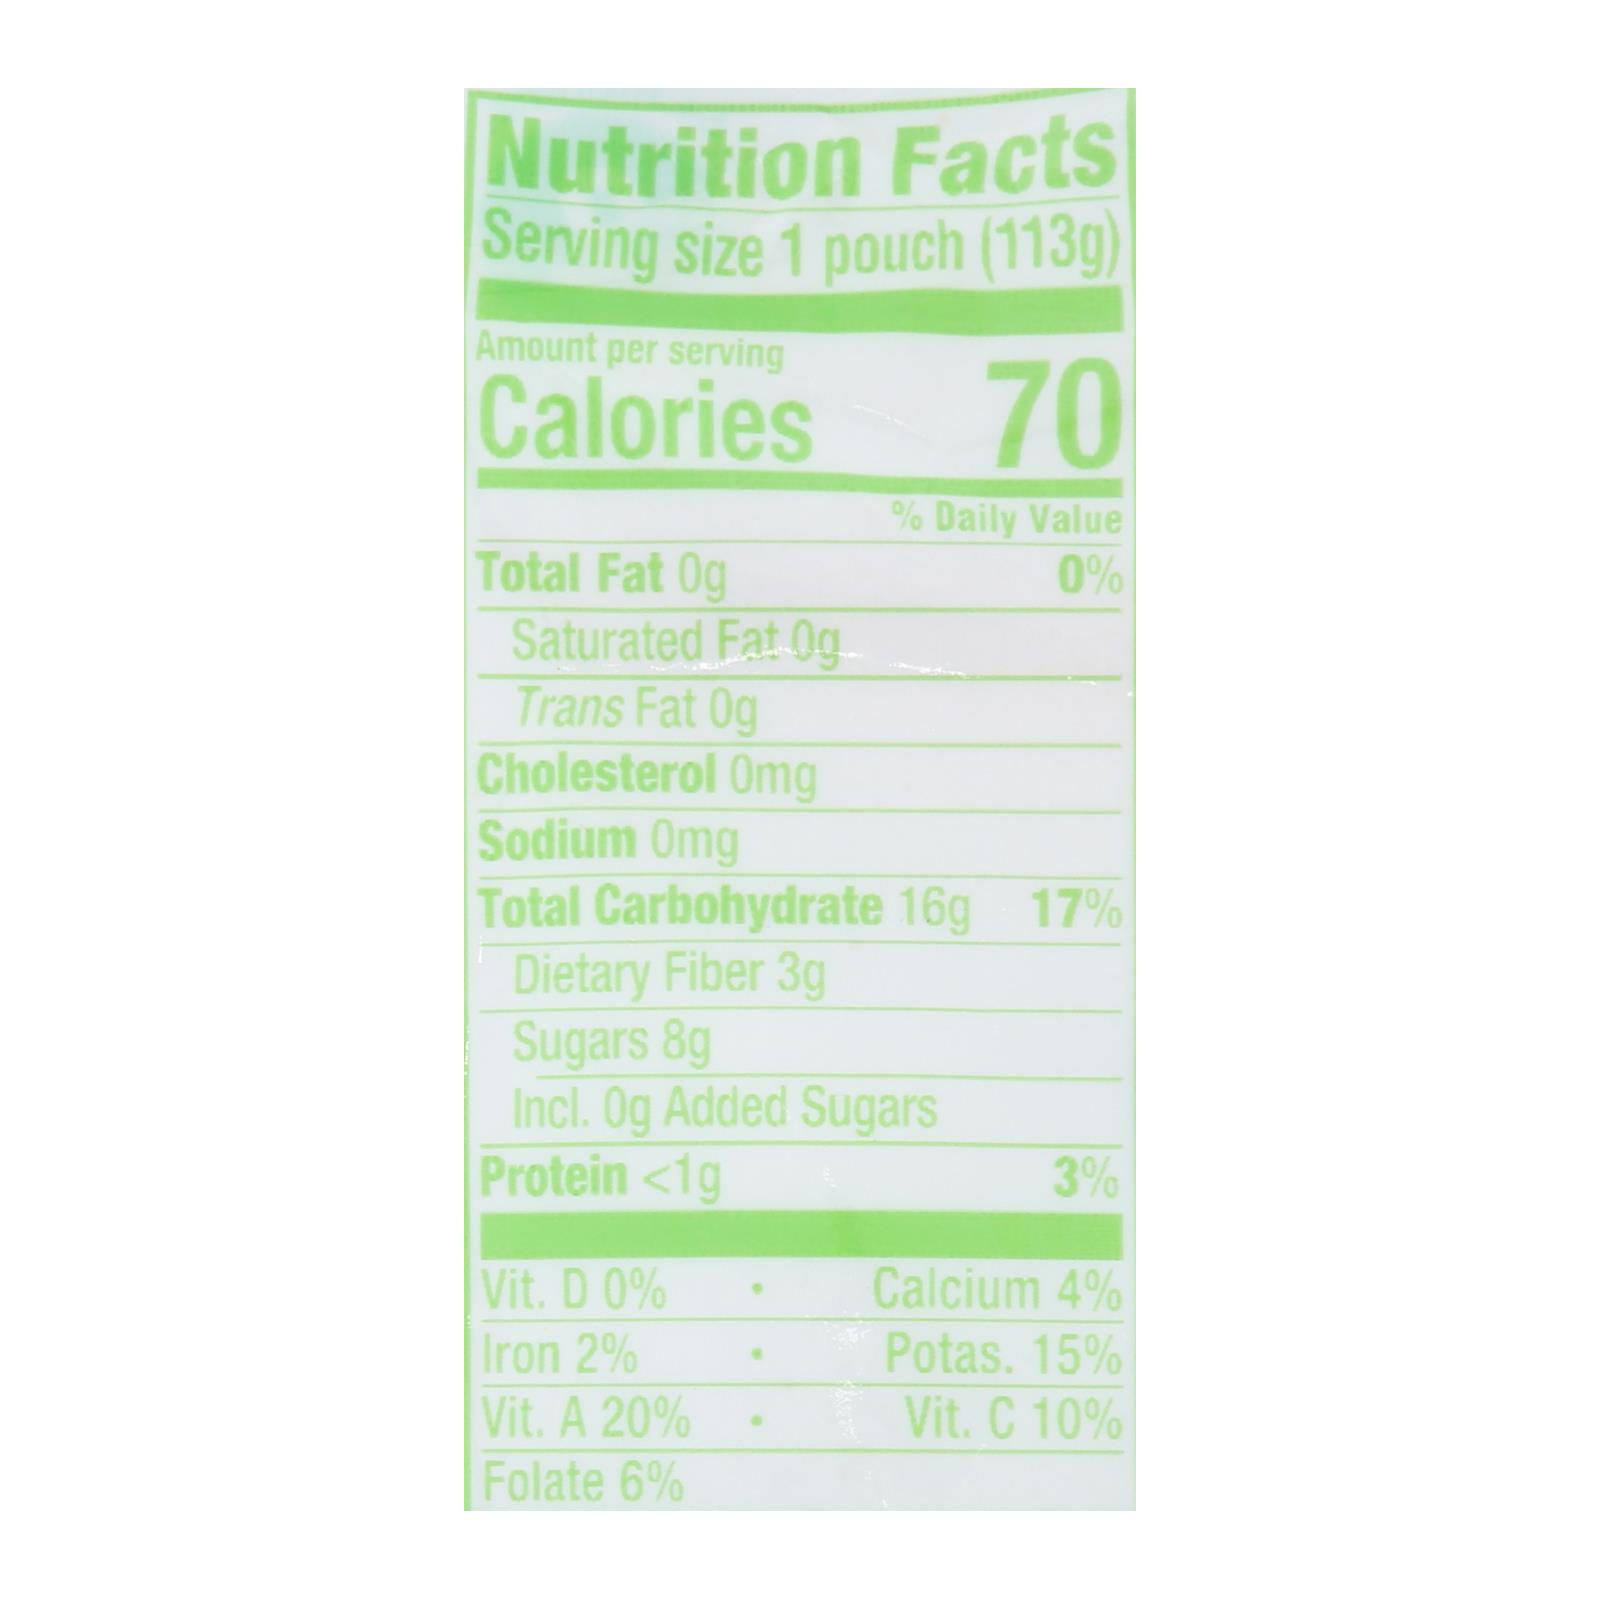 Nutrition Facts
Serving size 1 pouch (113g)
Amount per serving
Calories 70
% Daily Value
Total Fat 0g 0%
Saturated Fat 0g
Trans Fat 0g
Cholesterol 0mg
Sodium 0mg
Total Carbohydrate 16g 17%
Dietary Fiber 3g
Sugars 8g
Incl. 0g Added Sugars
Protein <1g 3%
Vit. D 0% • Calcium 4%
Iron 2% • Potas. 15%
Vit. A 20% • Vit. C 10%
Folate 6%